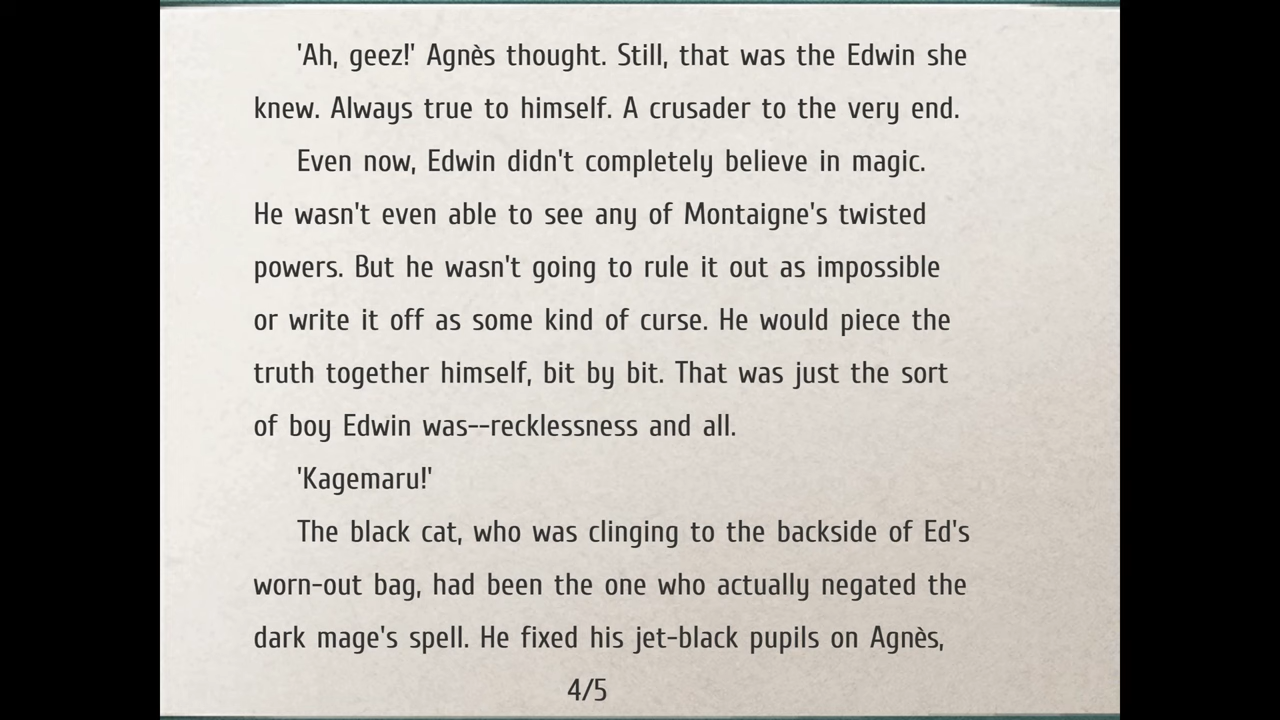 'Ah, geez!' Agnès thought. Still, that was the Edwin she
knew. Always true to himself. A crusader to the very end.
Even now, Edwin didn't completely believe in magic.
He wasn't even able to see any of Montaigne's twisted
powers. But he wasn't going to rule it out as impossible
or write it off as some kind of curse. He would piece the
truth together himself, bit by bit. That was just the sort
of boy Edwin was--recklessness and all.
'Kagemaru!'
The black cat, who was clinging to the backside of Ed's
worn-out bag, had been the one who actually negated the
dark mage's spell. He fixed his jet-black pupils on Agnès,
4/5